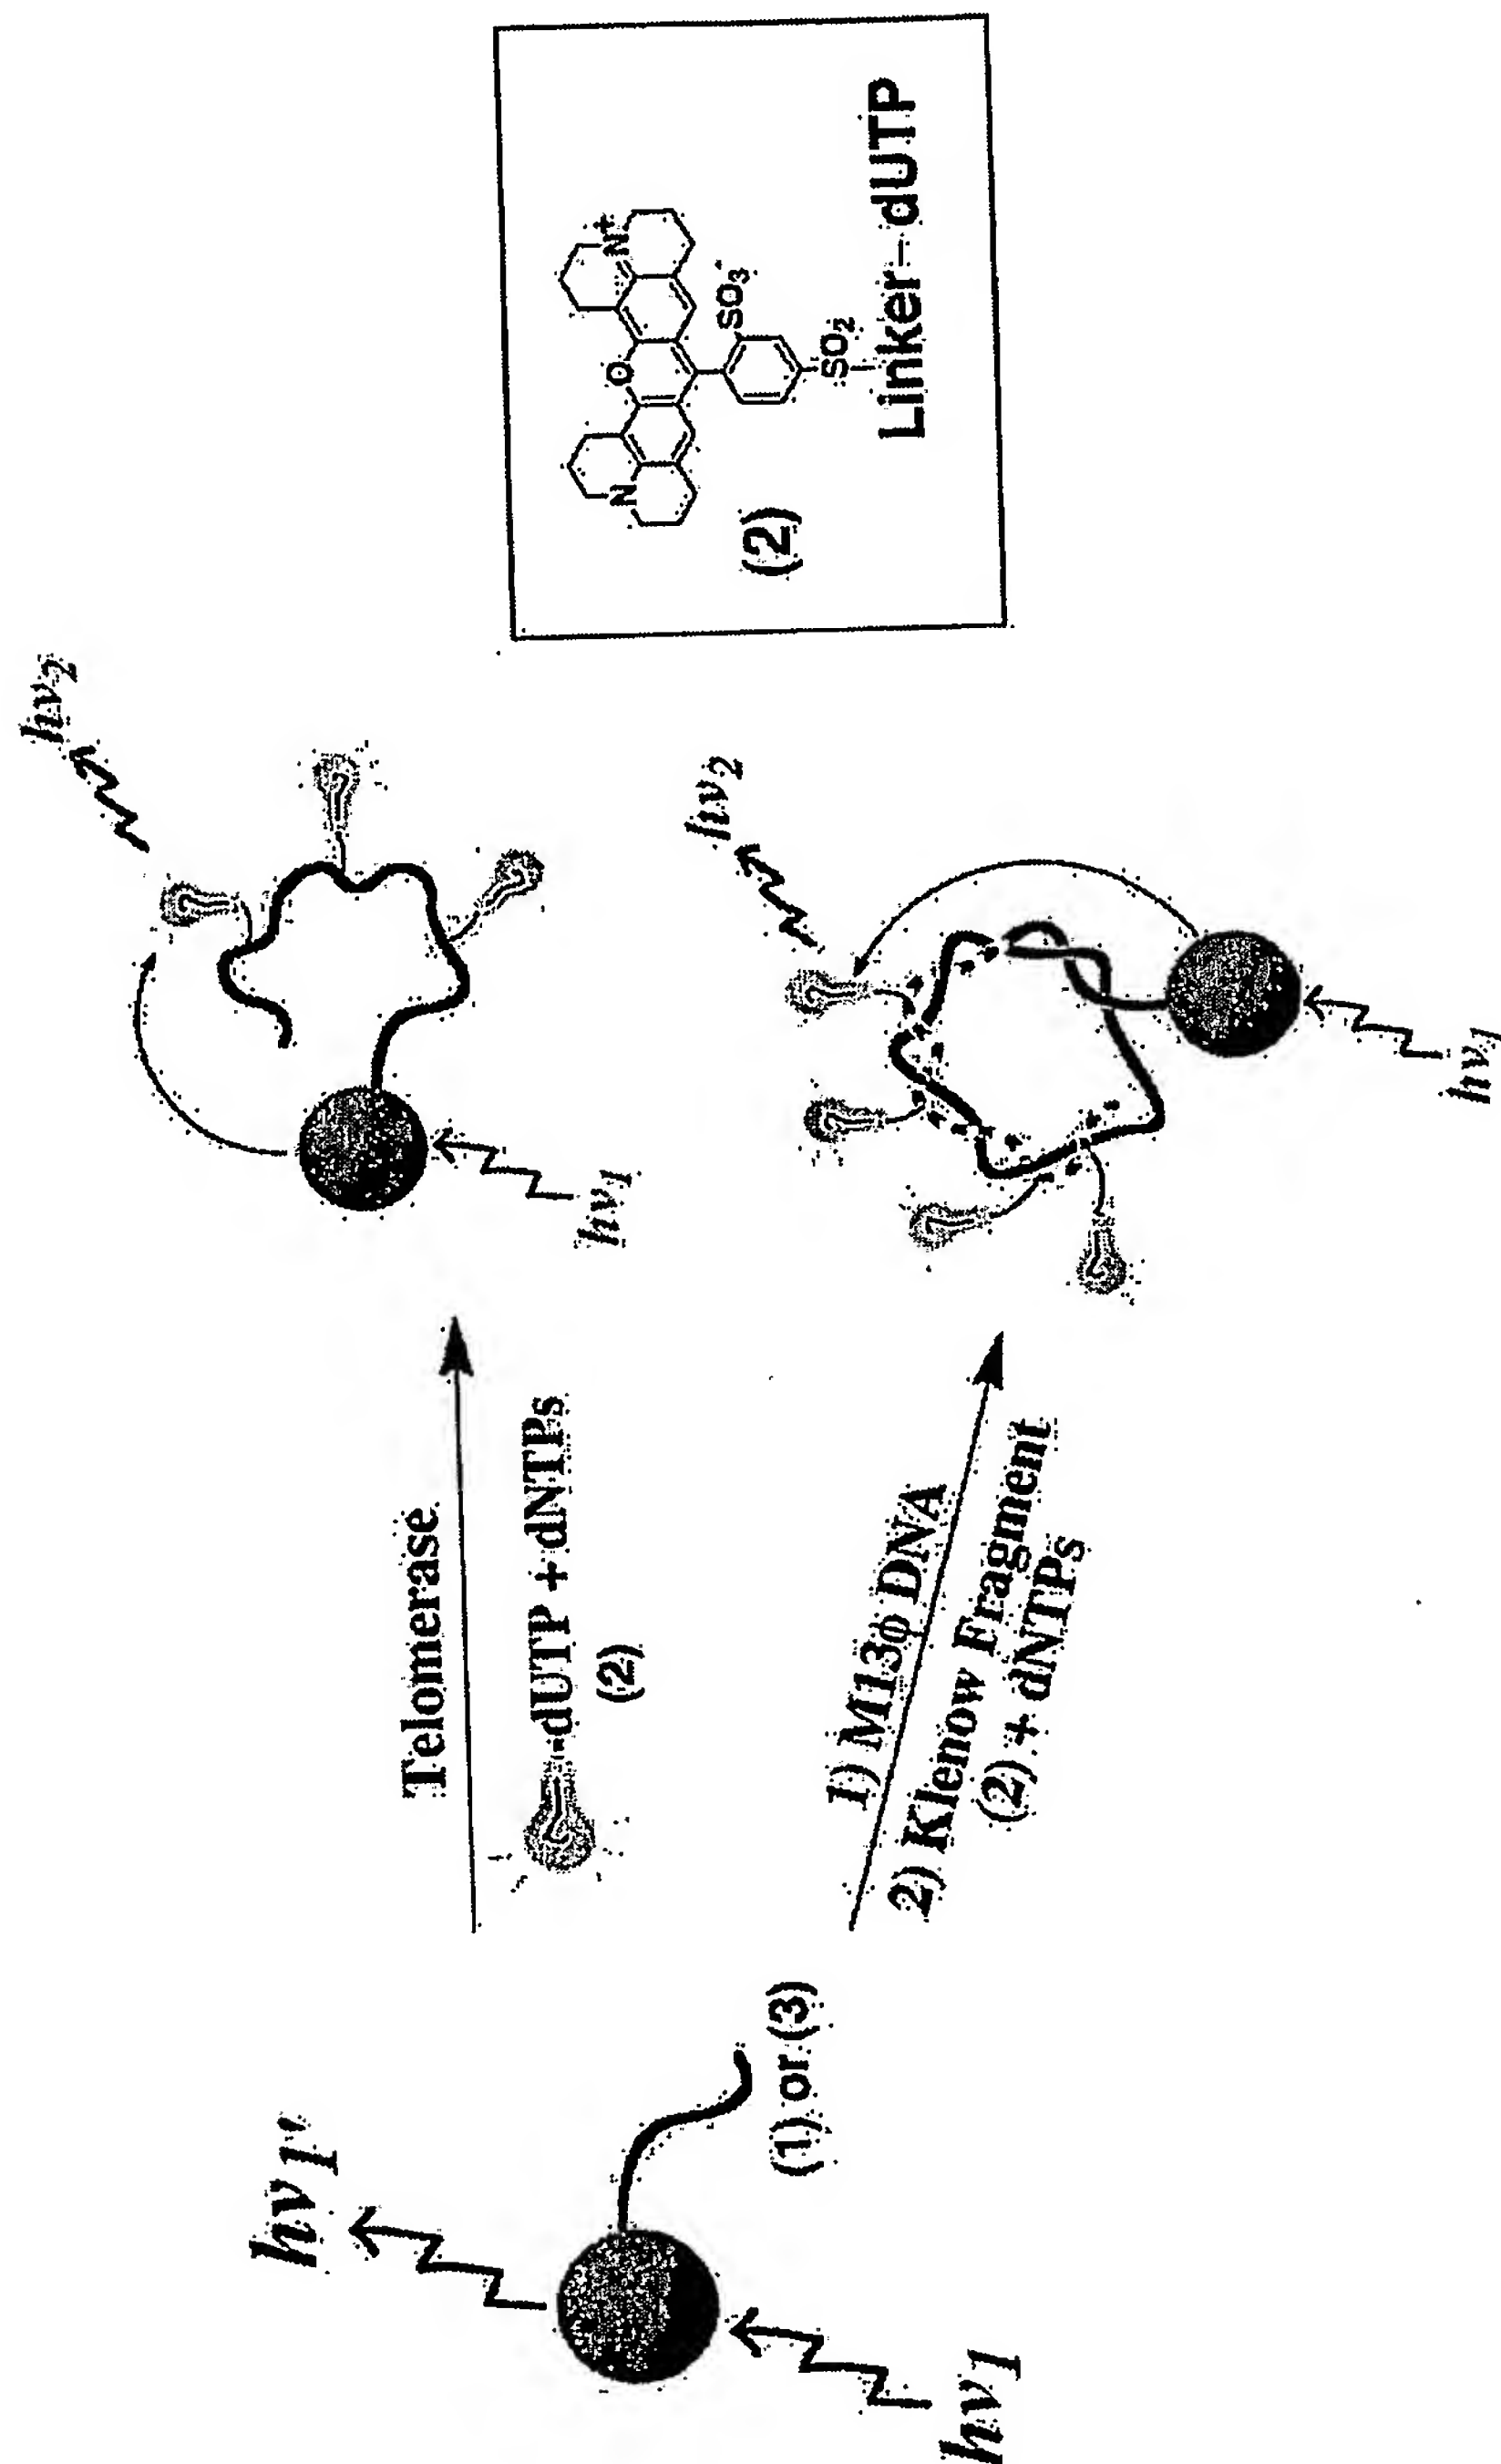 hν1'
hν1
(1) or (3)
Telomerase
-dUTP + dNTPs
(2)
1) M13φ DNA
2) Klenow Fragment
(2) + dNTPs
hν2
hν1
hν2
hν1
N
O
N+
SO3-
SO2
Linker-dUTP
(2)